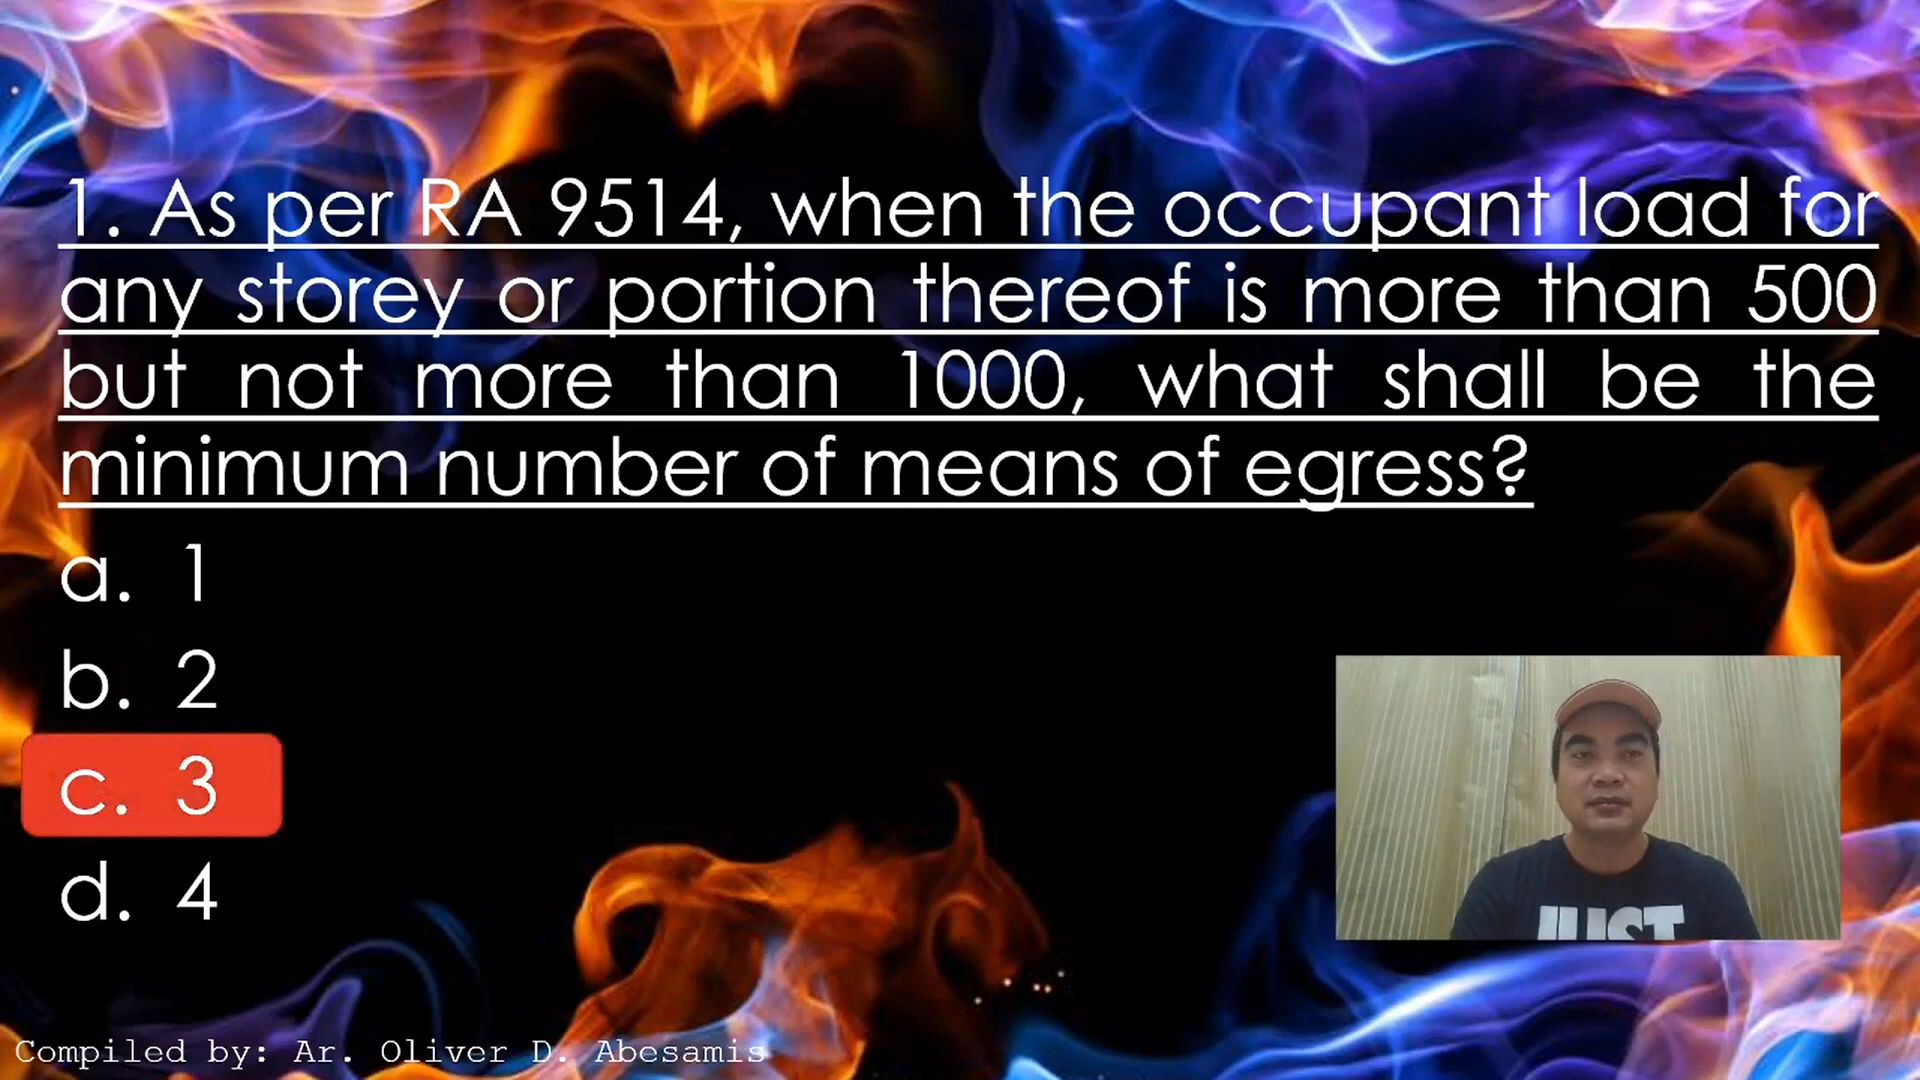 1. As per RA 9514, when the occupant load for
any storey or portion thereof is more than 500
but not more than 1000, what shall be the
minimum number of means of egress?
a. 1
b. 2
c. 3
d. 4
JUST
Compiled by: Ar. Oliver D. Abesamis